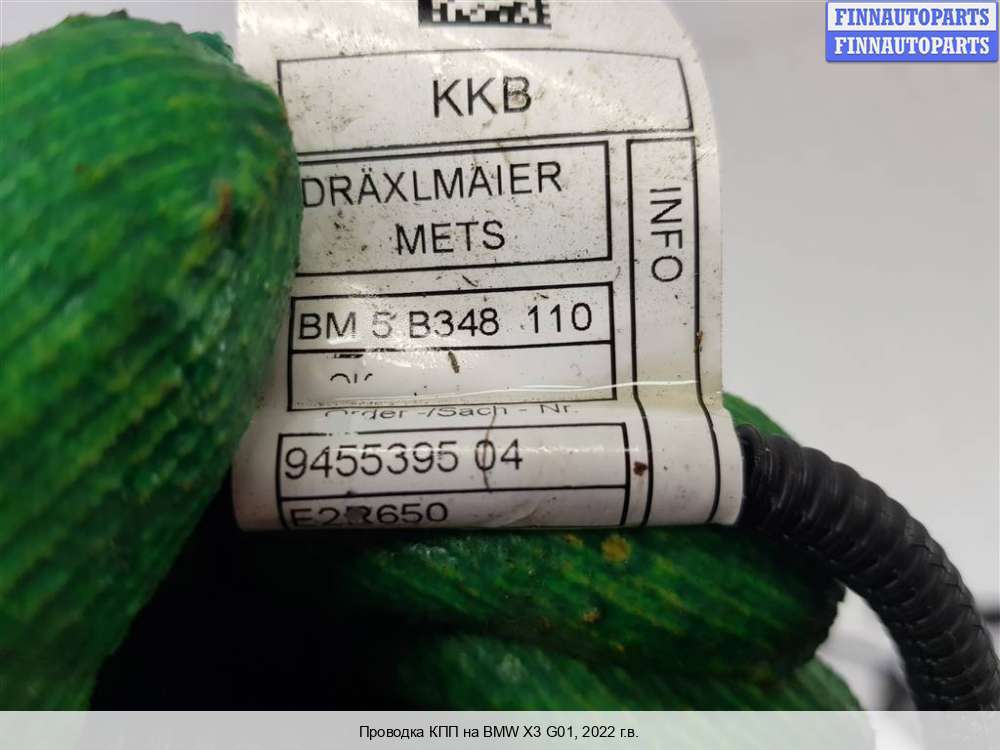 FINNAUTOPARTS
FINNAUTOPARTS
KKB
DRÄXLMAIER
METS
INFO
BM 5 B348 110
Order -/Sach - Nr.
9455395 04
E2R650
Проводка КПП на BMW X3 G01, 2022 г.в.